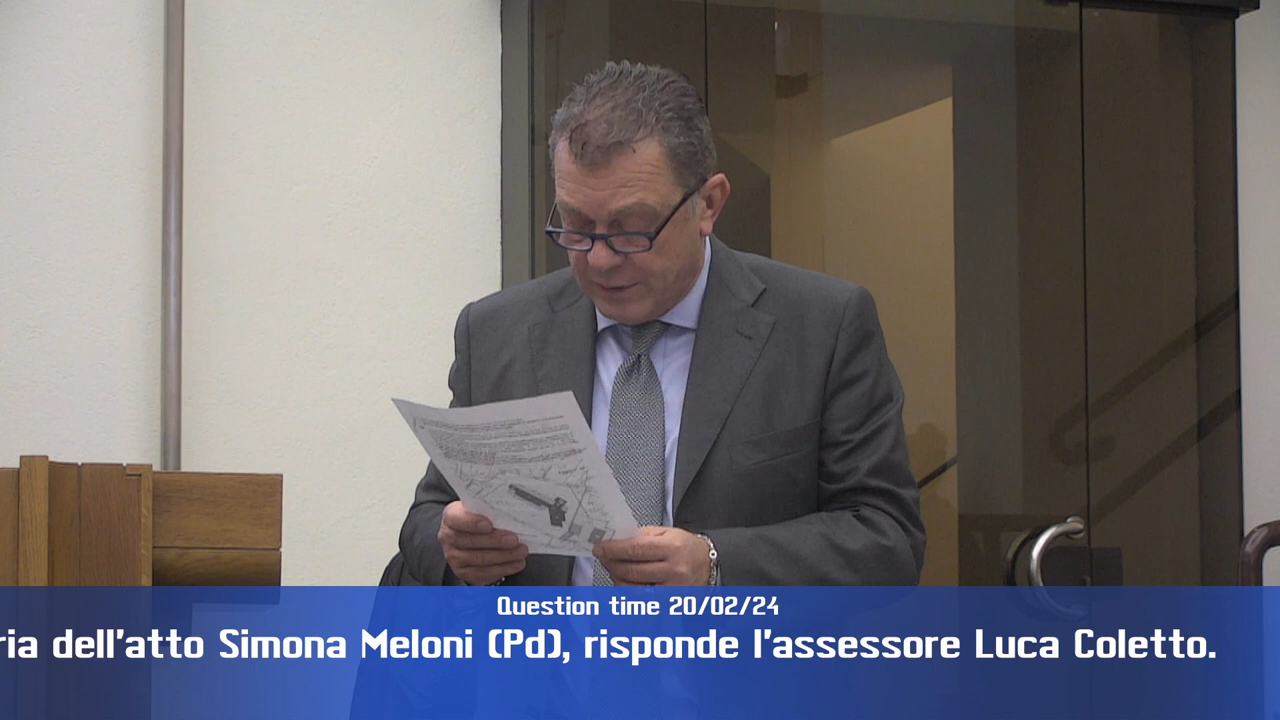 Question time 20/02/24
ria dell'atto Simona Meloni (Pd), risponde l'assessore Luca Coletto.